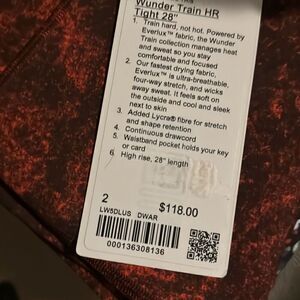 Wunder Train HR
Tight 28"
1. Train hard, not hot. Powered by
Everlux™ fabric, the Wunder
Train collection manages heat
and sweat so you stay
comfortable and focused
2. Our fastest drying fabric,
Everlux™ is ultra-breathable,
four-way stretch, and wicks
away sweat. It feels soft on
the outside and cool and sleek
next to skin
3. Added Lycra® fibre for stretch
and shape retention
4. Continuous drawcord
5. Waistband pocket holds your key
or card
6. High rise, 28" length
2
$118.00
LW5DLUS DWAR
000136308136